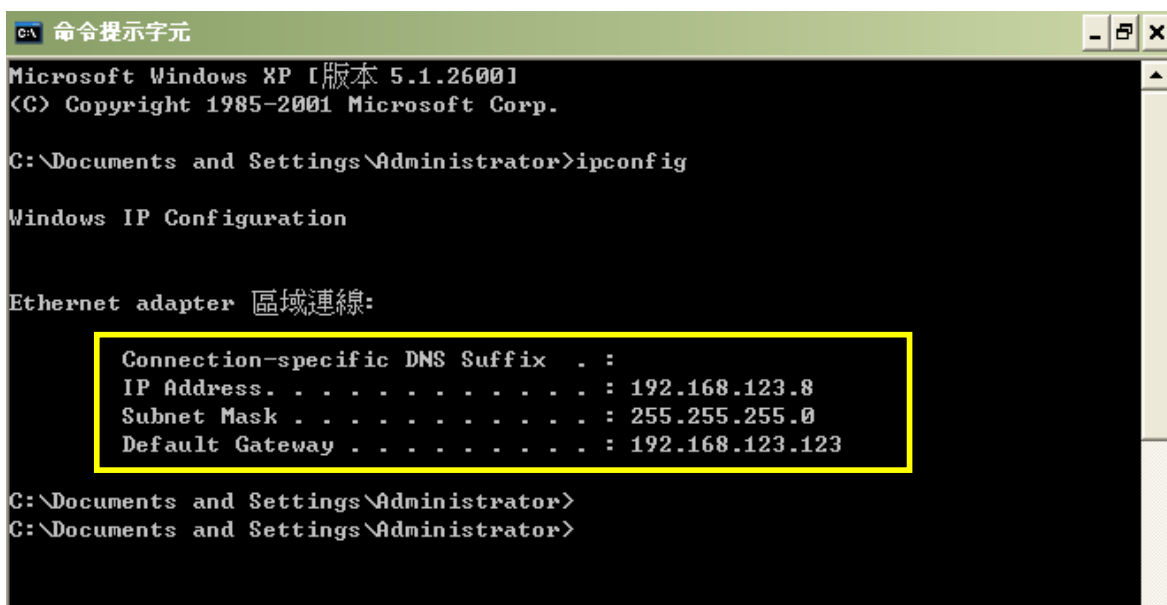 命令提示字元
Microsoft Windows XP [版本 5.1.2600]
(C) Copyright 1985-2001 Microsoft Corp.
C:\Documents and Settings\Administrator>ipconfig
Windows IP Configuration
Ethernet adapter 區域連線:
Connection-specific DNS Suffix  . :
IP Address. . . . . . . . . . . . : 192.168.123.8
Subnet Mask . . . . . . . . . . . : 255.255.255.0
Default Gateway . . . . . . . . . : 192.168.123.123
C:\Documents and Settings\Administrator>
C:\Documents and Settings\Administrator>